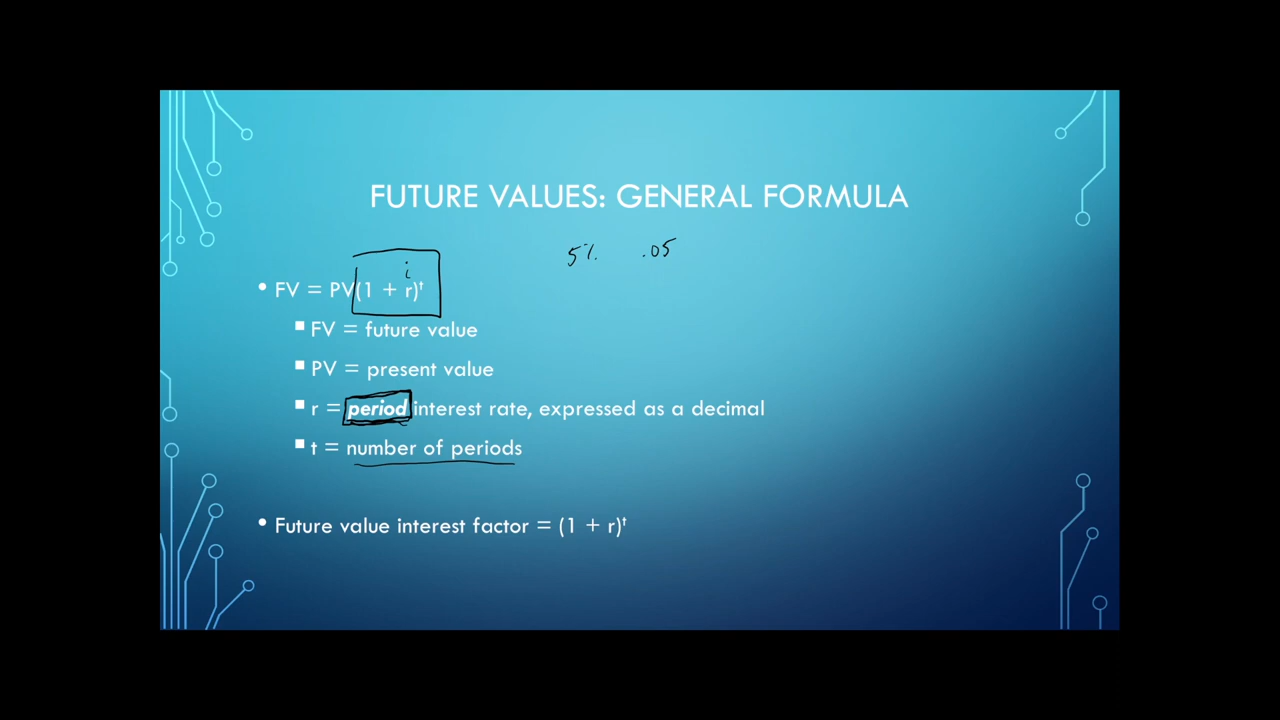 FUTURE VALUES: GENERAL FORMULA
5% .05
i
• FV = PV(1 + r)ᵗ
▪ FV = future value
▪ PV = present value
▪ r = period interest rate, expressed as a decimal
▪ t = number of periods
• Future value interest factor = (1 + r)ᵗ